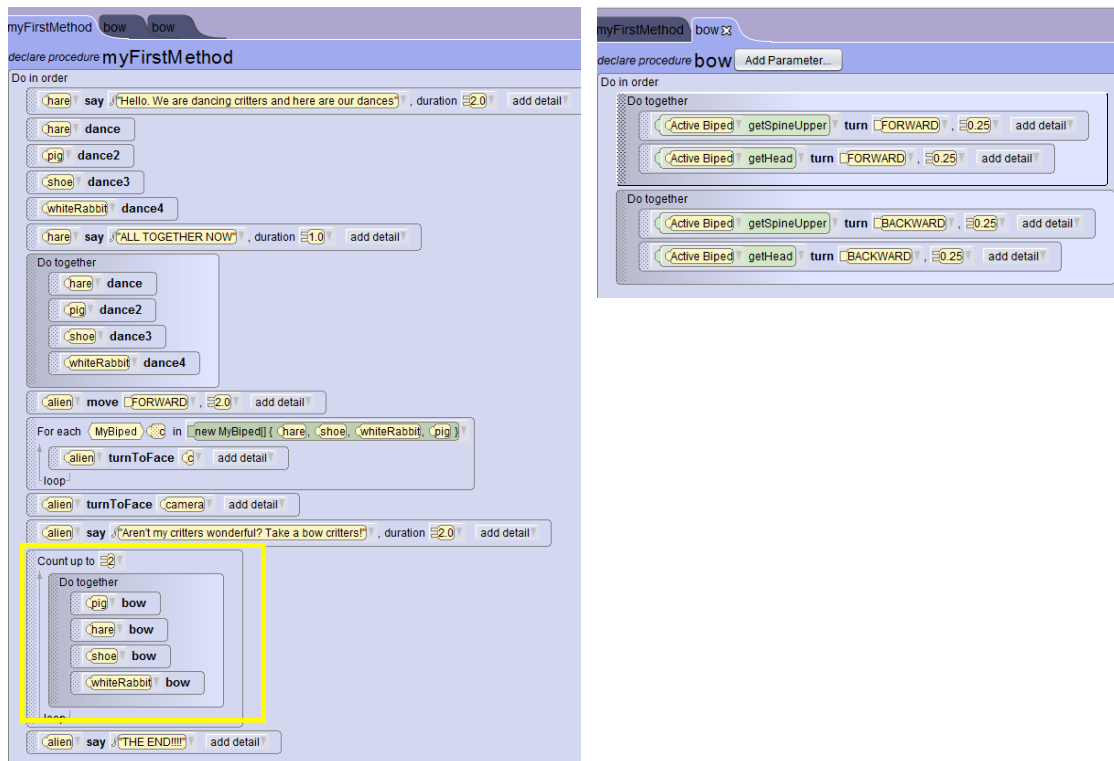 myFirstMethod bow bow
declare procedure myFirstMethod
Do in order
hare say "Hello. We are dancing critters and here are our dances" , duration 2.0 add detail
hare dance
pig dance2
shoe dance3
whiteRabbit dance4
hare say "ALL TOGETHER NOW" , duration 1.0 add detail
Do together
hare dance
pig dance2
shoe dance3
whiteRabbit dance4
alien move FORWARD , 2.0 add detail
For each MyBiped c in new MyBiped[] { hare, shoe, whiteRabbit, pig }
alien turnToFace c add detail
loop
alien turnToFace camera add detail
alien say "Aren't my critters wonderful? Take a bow critters!" , duration 2.0 add detail
Count up to 2
Do together
pig bow
hare bow
shoe bow
whiteRabbit bow
loop
alien say "THE END!!!!" add detail
myFirstMethod bow
declare procedure bow Add Parameter...
Do in order
Do together
Active Biped getSpineUpper turn FORWARD , 0.25 add detail
Active Biped getHead turn FORWARD , 0.25 add detail
Do together
Active Biped getSpineUpper turn BACKWARD , 0.25 add detail
Active Biped getHead turn BACKWARD , 0.25 add detail